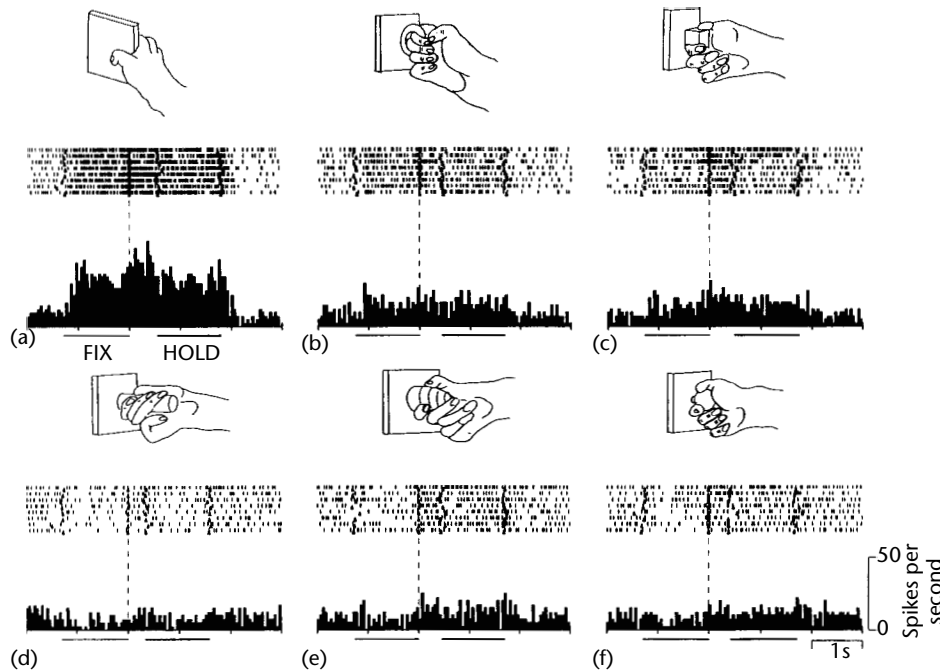 (a)
FIX
HOLD
(b)
(c)
(d)
(e)
(f)
50
0
Spikes per
second
1s